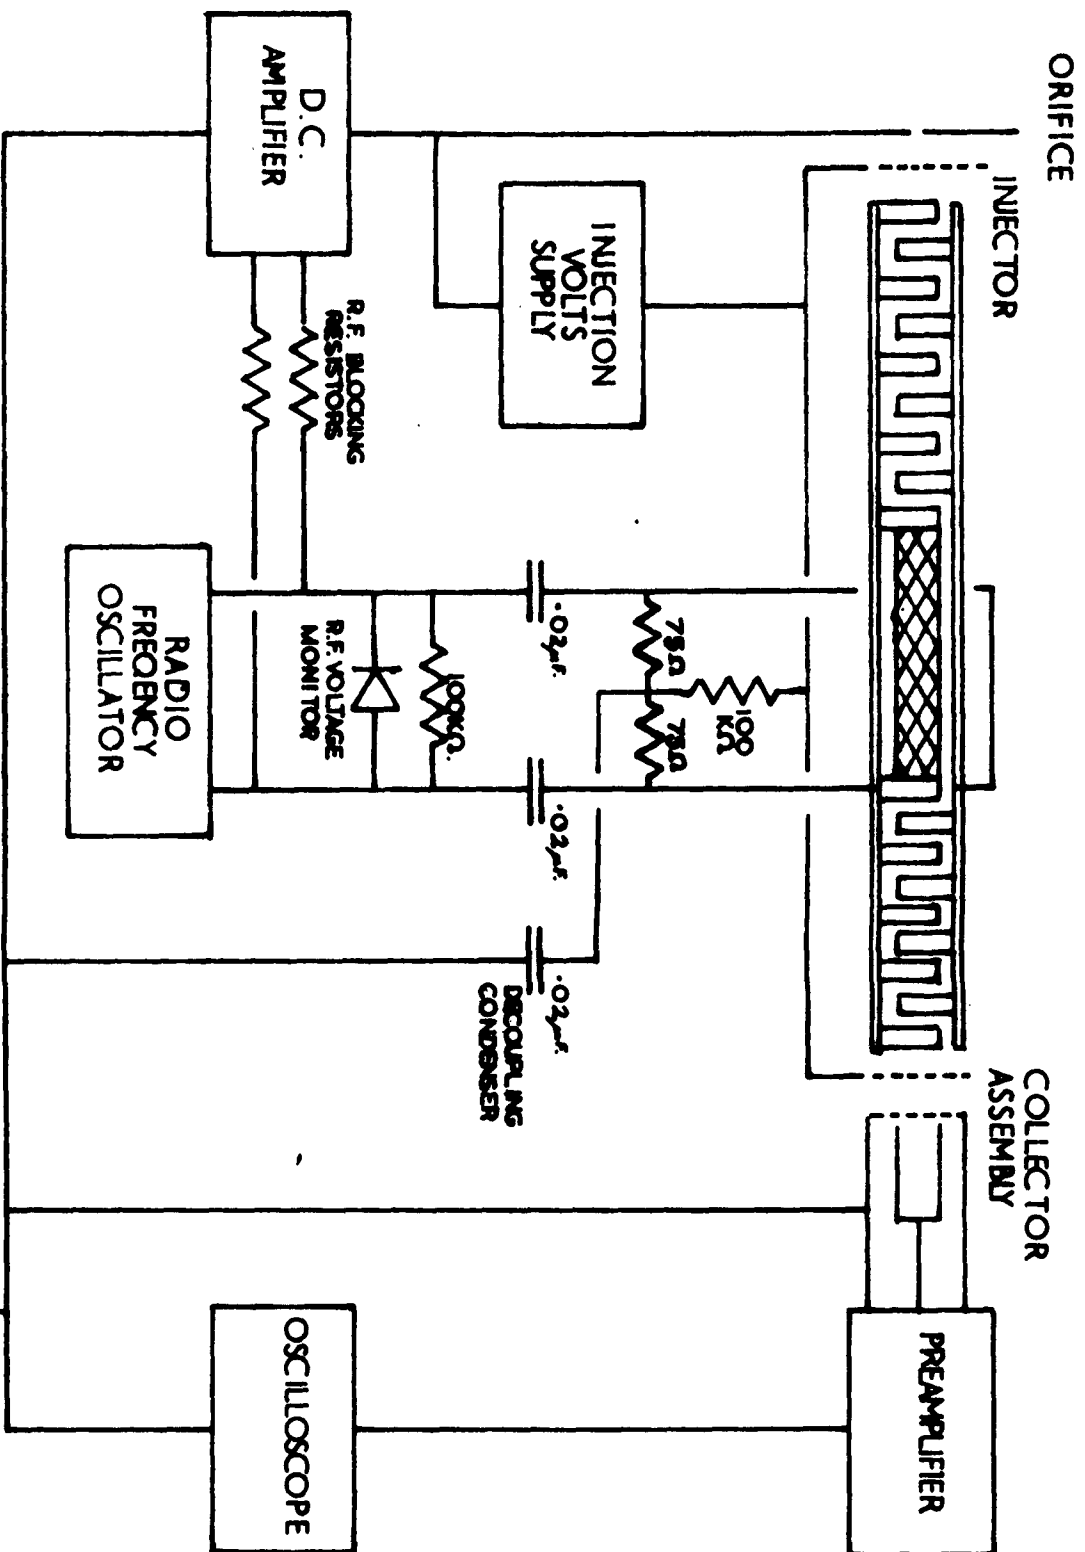 ORIFICE
INJECTOR
COLLECTOR
ASSEMBLY
PREAMPLIFIER
INJECTION
VOLTS
SUPPLY
D.C.
AMPLIFIER
R.F. BLOCKING
RESISTORS
75Ω
75Ω
100
KΩ
.02μF.
.02μF.
.02μF.
100KΩ.
R.F. VOLTAGE
MONITOR
DECOUPLING
CONDENSER
RADIO
FREQENCY
OSCILLATOR
OSCILLOSCOPE